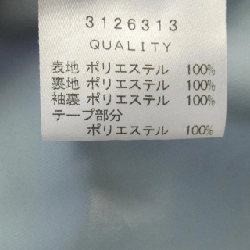 3126313
QUALITY
表地 ポリエステル 100%
裏地 ポリエステル 100%
袖裏 ポリエステル 100%
テープ部分
ポリエステル 100%